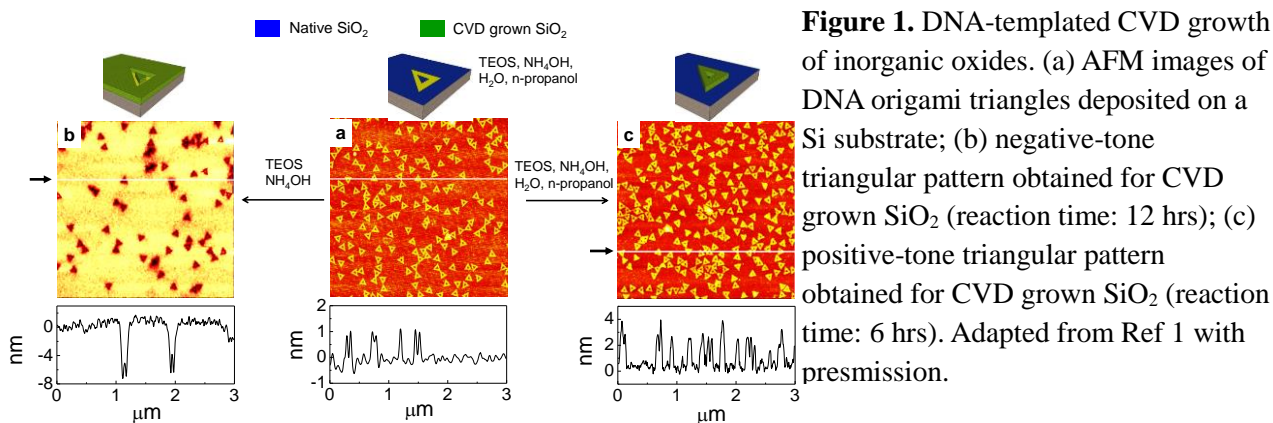 Native SiO₂
CVD grown SiO₂
TEOS, NH₄OH,
H₂O, n-propanol
b
a
c
TEOS
NH₄OH
TEOS, NH₄OH,
H₂O, n-propanol
nm
0
-4
-8
0 1 2 3
μm
nm
2
1
0
-1
0 1 2 3
μm
nm
4
2
0
0 1 2 3
μm
Figure 1. DNA-templated CVD growth
of inorganic oxides. (a) AFM images of
DNA origami triangles deposited on a
Si substrate; (b) negative-tone
triangular pattern obtained for CVD
grown SiO₂ (reaction time: 12 hrs); (c)
positive-tone triangular pattern
obtained for CVD grown SiO₂ (reaction
time: 6 hrs). Adapted from Ref 1 with
presmission.